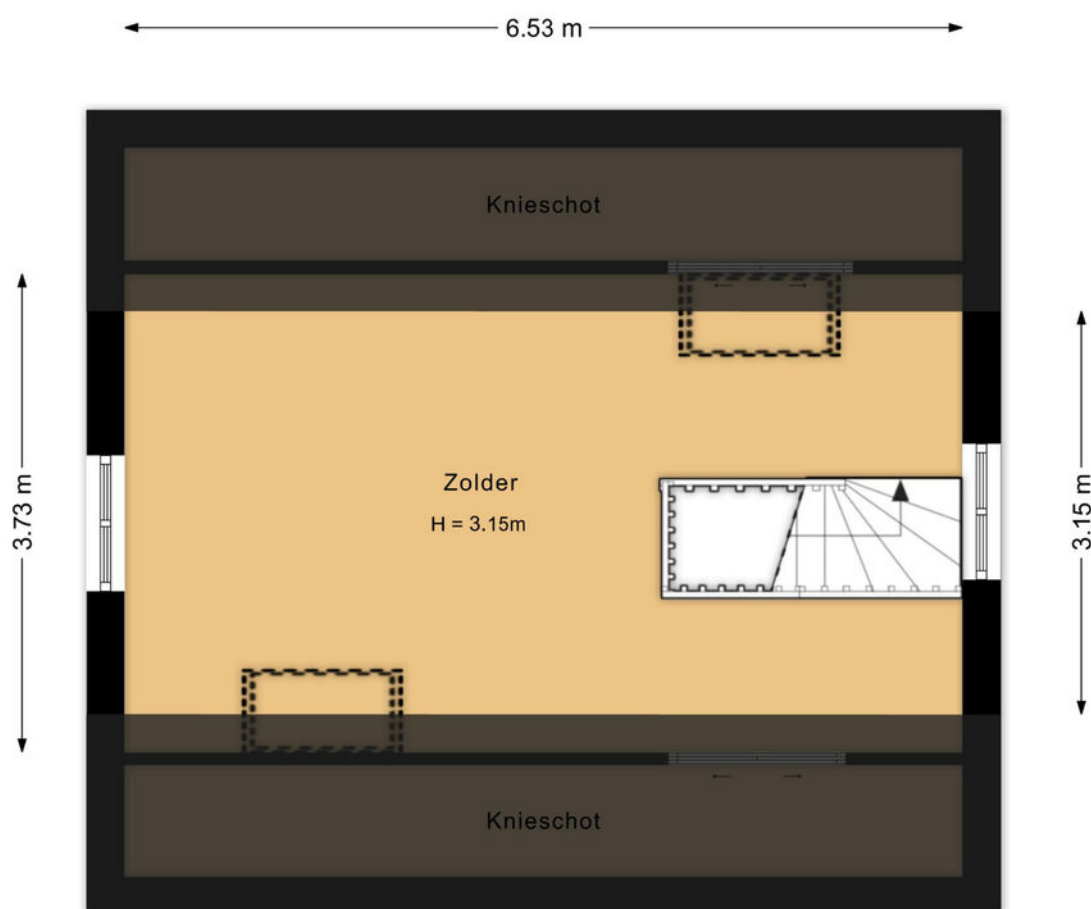 6.53 m
Knieschot
3.73 m
Zolder
H = 3.15m
3.15 m
Knieschot